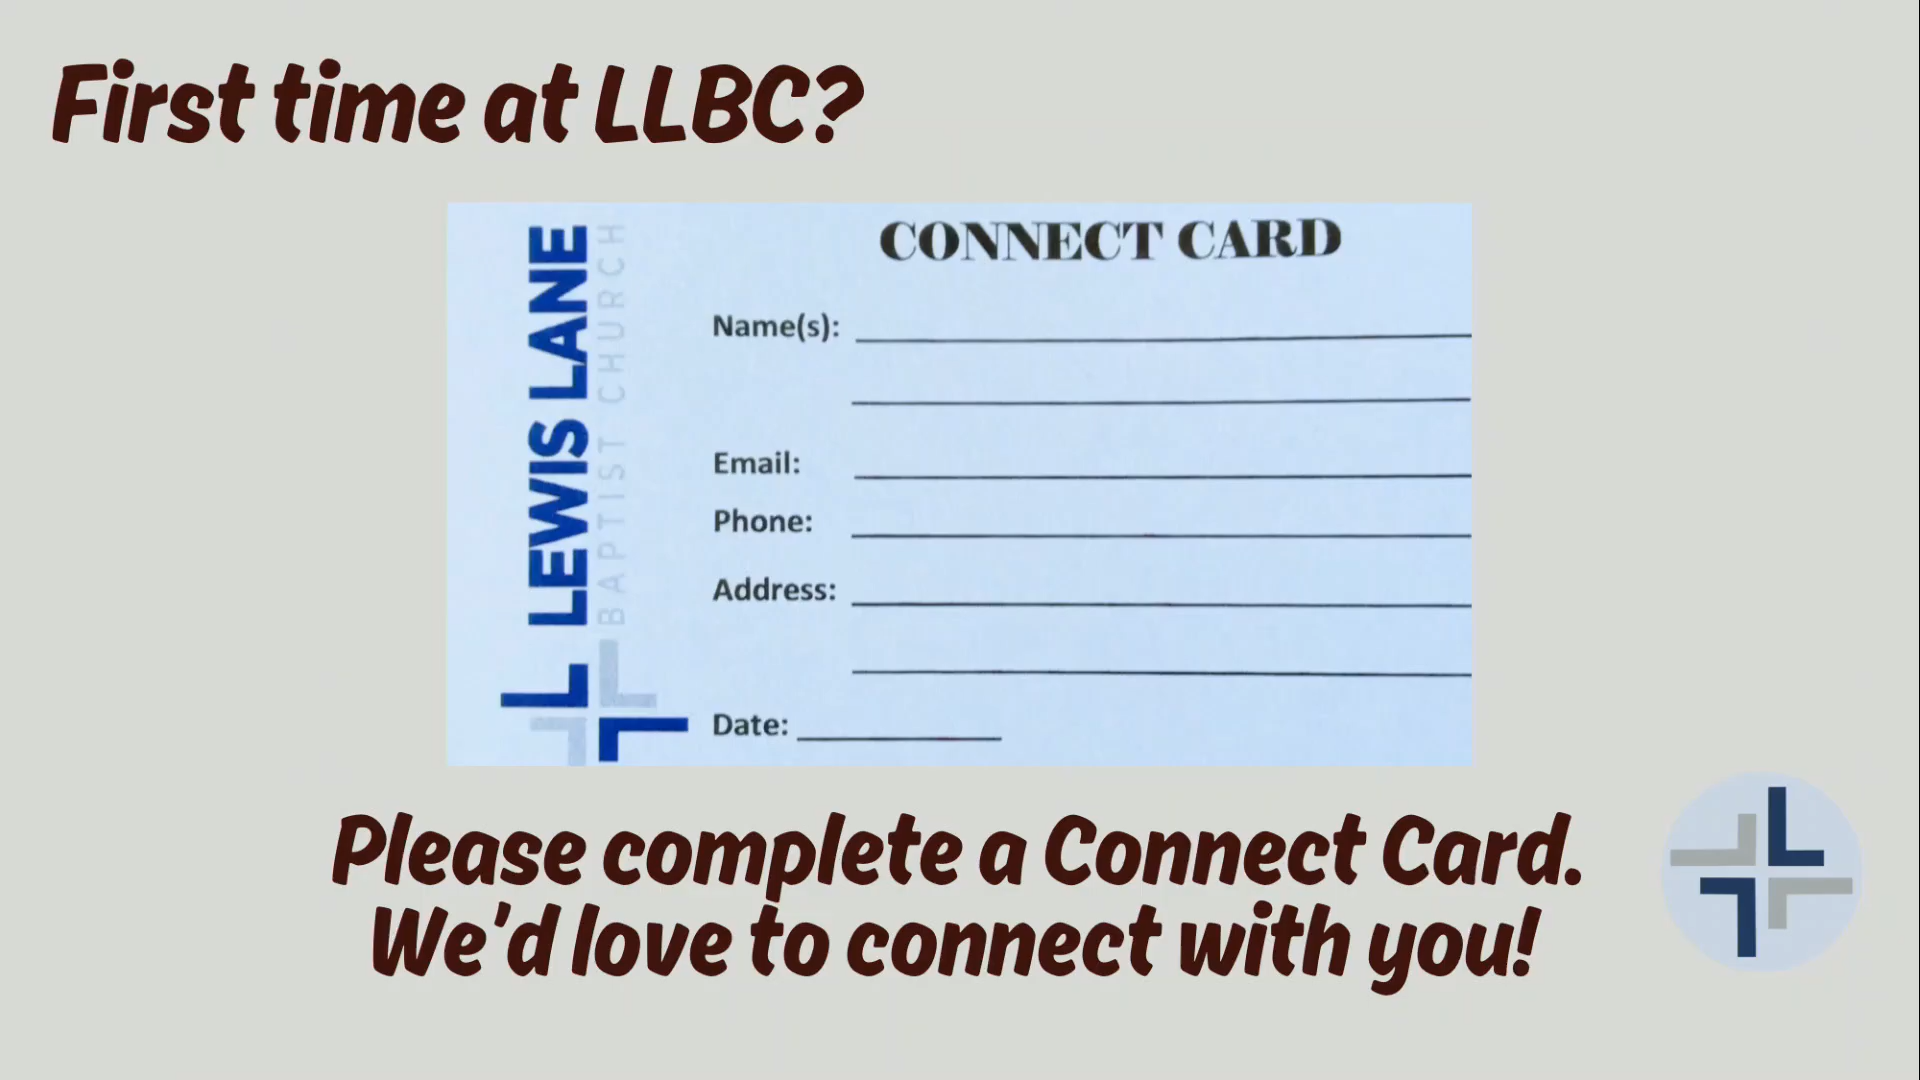 First time at LLBC?
CONNECT CARD
LEWIS LANE
BAPTIST CHURCH
Name(s):
Email:
Phone:
Address:
Date:
Please complete a Connect Card.
We'd love to connect with you!